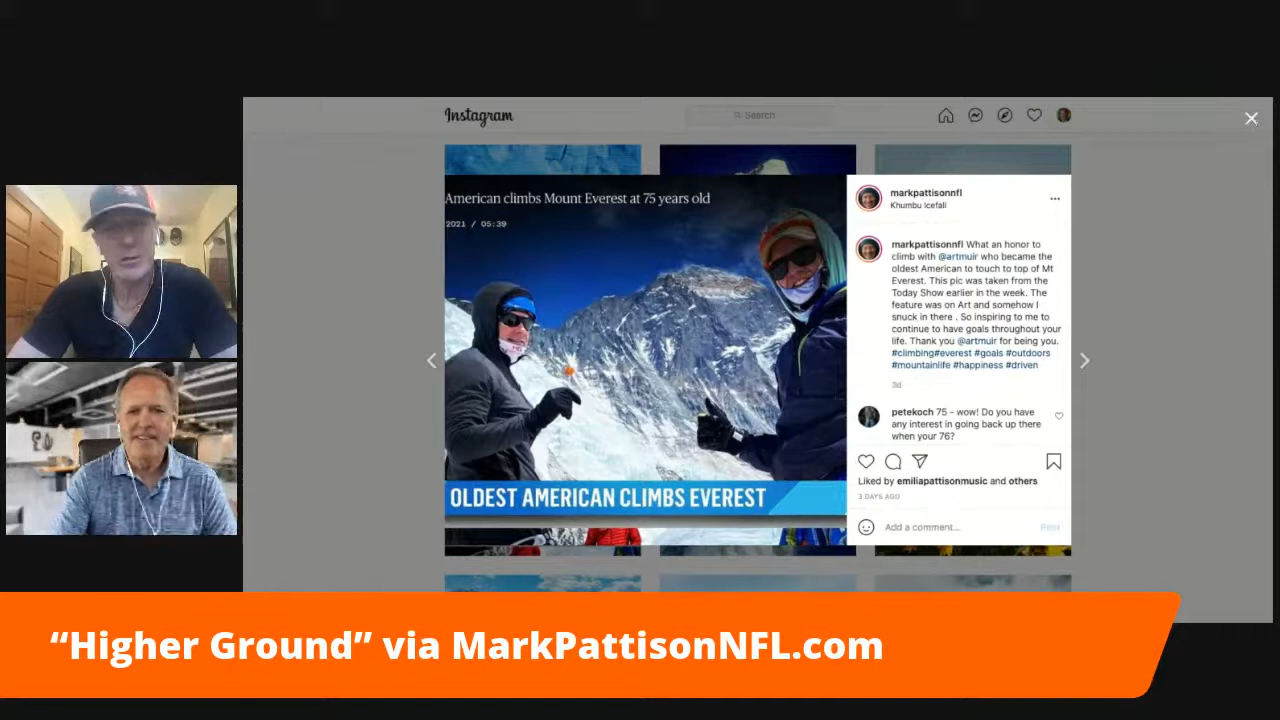 Instagram
Search
American climbs Mount Everest at 75 years old
2021 / 05:39
OLDEST AMERICAN CLIMBS EVEREST
markpattisonnfl
Khumbu Icefall
markpattisonnfl What an honor to
climb with @artmuir who became the
oldest American to touch to top of Mt
Everest. This pic was taken from the
Today Show earlier in the week. The
feature was on Art and somehow I
snuck in there . So inspiring to me to
continue to have goals throughout your
life. Thank you @artmuir for being you.
#climbing#everest #goals #outdoors
#mountainlife #happiness #driven
3d
petekoch 75 - wow! Do you have
any interest in going back up there
when your 76?
Liked by emiliapattisonmusic and others
3 DAYS AGO
Add a comment...
Post
“Higher Ground” via MarkPattisonNFL.com